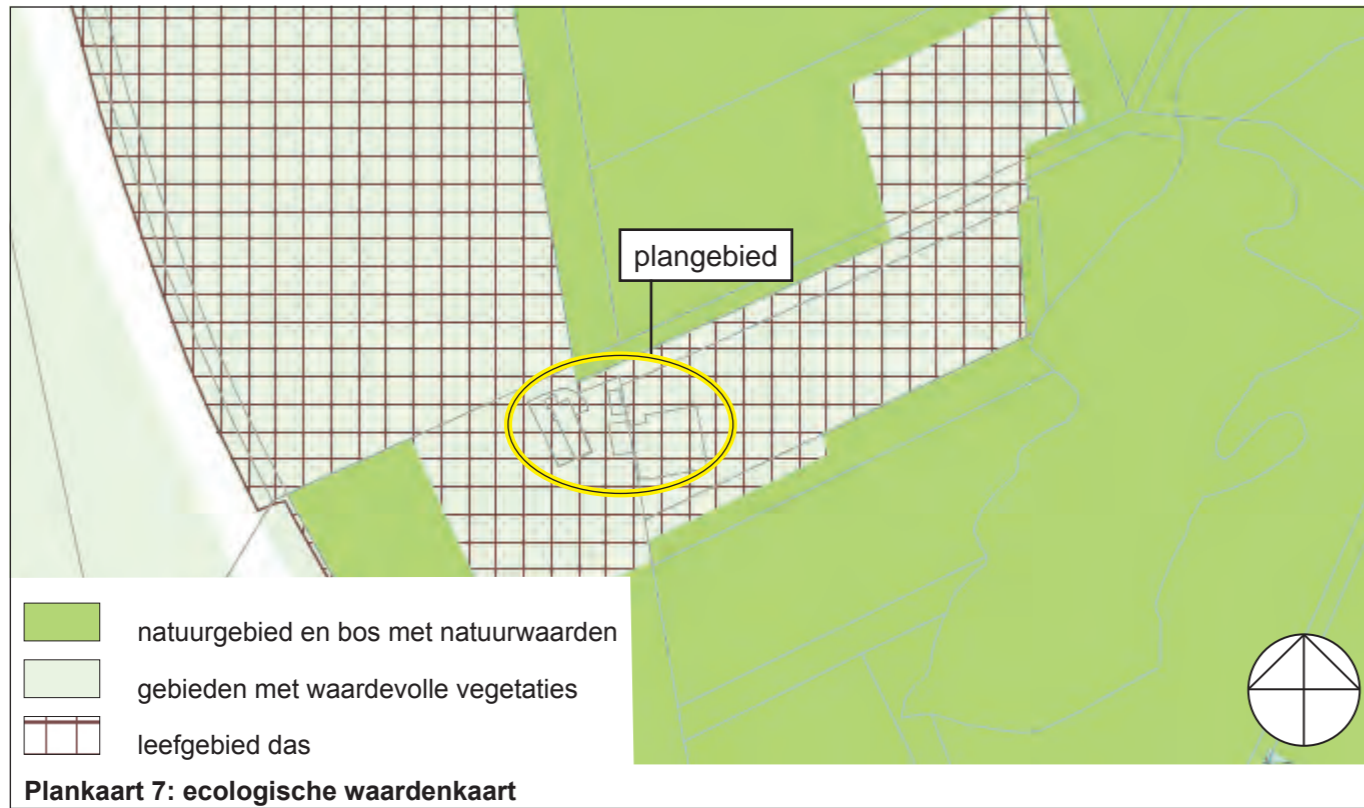 plangebied
natuurgebied en bos met natuurwaarden
gebieden met waardevolle vegetaties
leefgebied das
Plankaart 7: ecologische waardenkaart